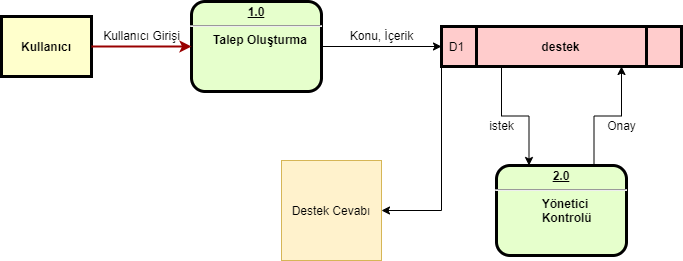 Kullanıcı
Kullanıcı Girişi
1.0
Talep Oluşturma
Konu, İçerik
D1
destek
istek
Onay
2.0
Yönetici
Kontrolü
Destek Cevabı